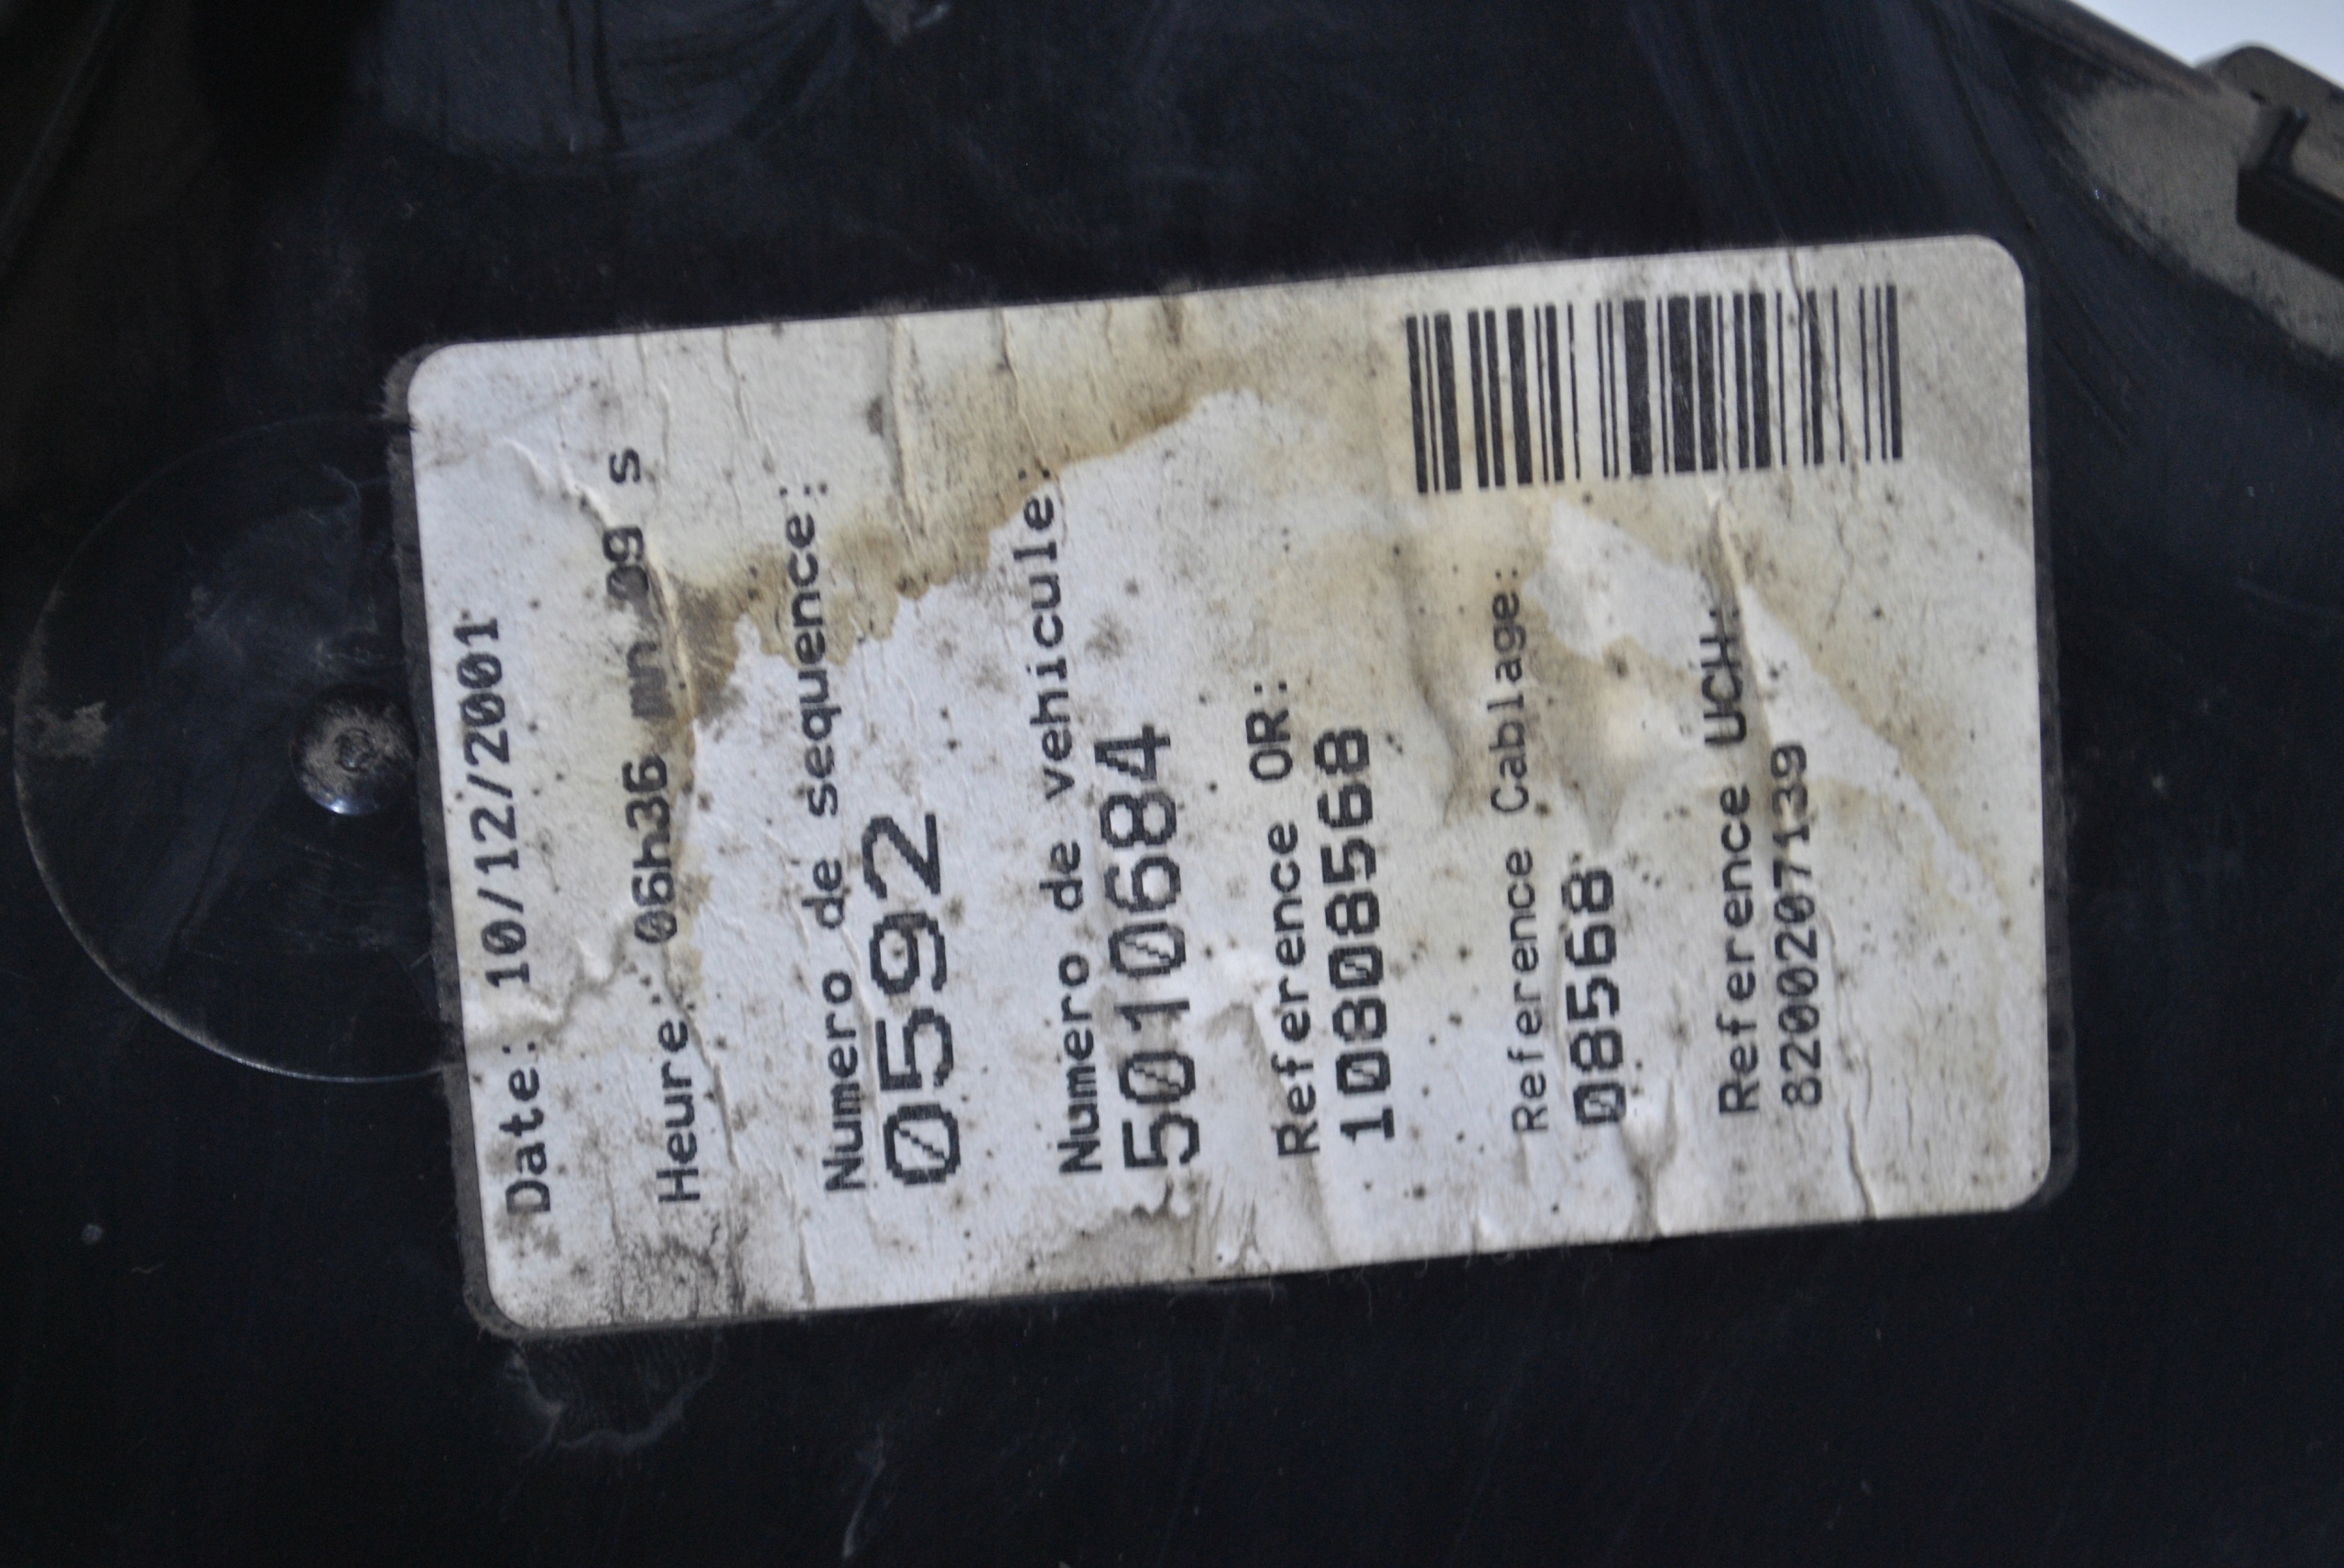 Date: 10/12/2001
Heure: 06h36 mn 09 s
Numero de sequence:
0592
Numero de vehicule:
5010684
Reference OR:
10808568
Reference Cablage:
08568
Reference UCH:
8200207139